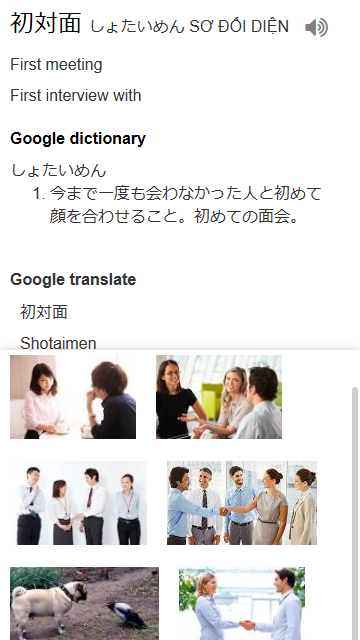 初対面 しょたいめん SƠ ĐỐI DIỆN
First meeting
First interview with
Google dictionary
しょたいめん
1. 今まで一度も会わなかった人と初めて
顔を合わせること。初めての面会。
Google translate
初対面
Shotaimen